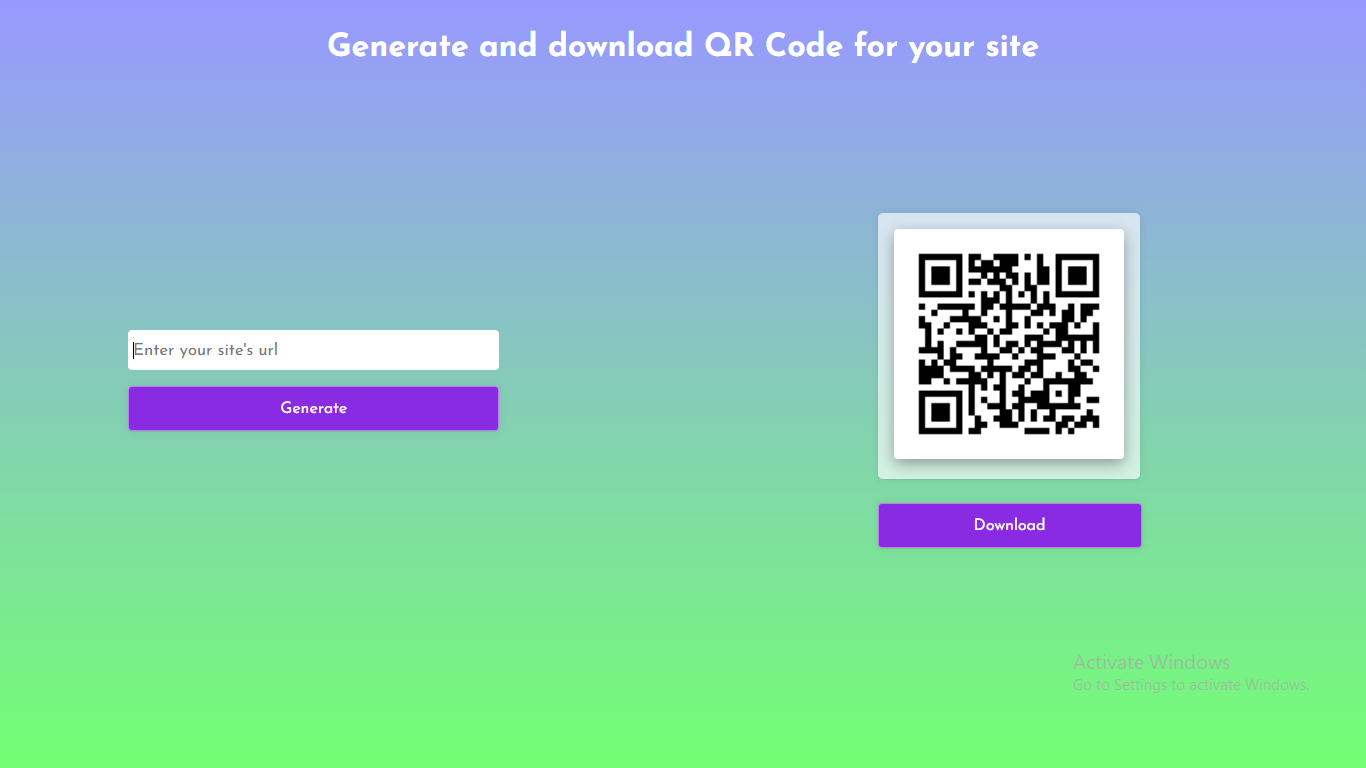 Generate and download QR Code for your site
Enter your site's url
Generate
Download
Activate Windows
Go to Settings to activate Windows.